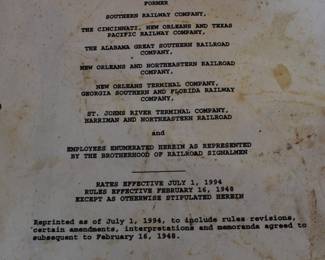 FORMER
SOUTHERN RAILWAY COMPANY,
THE CINCINNATI, NEW ORLEANS AND TEXAS
PACIFIC RAILWAY COMPANY,
THE ALABAMA GREAT SOUTHERN RAILROAD
COMPANY,
NEW ORLEANS AND NORTHEASTERN RAILROAD
COMPANY,
NEW ORLEANS TERMINAL COMPANY,
GEORGIA SOUTHERN AND FLORIDA RAILWAY
COMPANY,
ST. JOHNS RIVER TERMINAL COMPANY,
HARRIMAN AND NORTHEASTERN RAILROAD
and
EMPLOYEES ENUMERATED HEREIN AS REPRESENTED
BY THE BROTHERHOOD OF RAILROAD SIGNALMEN
RATES EFFECTIVE JULY 1, 1994
RULES EFFECTIVE FEBRUARY 16, 1948
EXCEPT AS OTHERWISE STIPULATED HEREIN
Reprinted as of July 1, 1994, to include rules revisions,
certain amendments, interpretations and memoranda agreed to
subsequent to February 16, 1948.